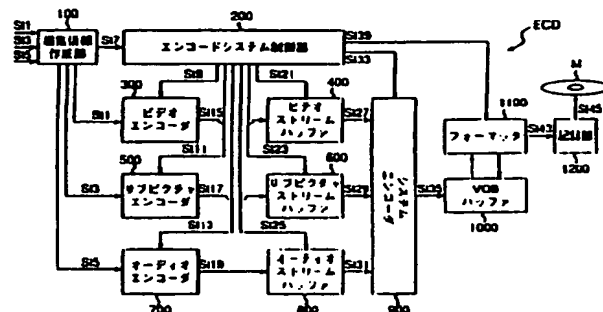 ECD
100
200
St1
St3
St5
編集情報
作成部
St7
エンコードシステム制御部
St39
St33
St9
St21
300
400
M
St1
ビデオ
エンコーダ
St15
ビデオ
ストリーム
バッファ
St27
1100
St45
St11
St23
フォーマッタ
St43
記録部
1200
500
600
St3
サブピクチャ
エンコーダ
St17
サブピクチャ
ストリーム
バッファ
St29
システム
エンコーダ
St35
VOB
バッファ
1000
St13
St25
St5
オーディオ
エンコーダ
St19
オーディオ
ストリーム
バッファ
St31
700
800
900